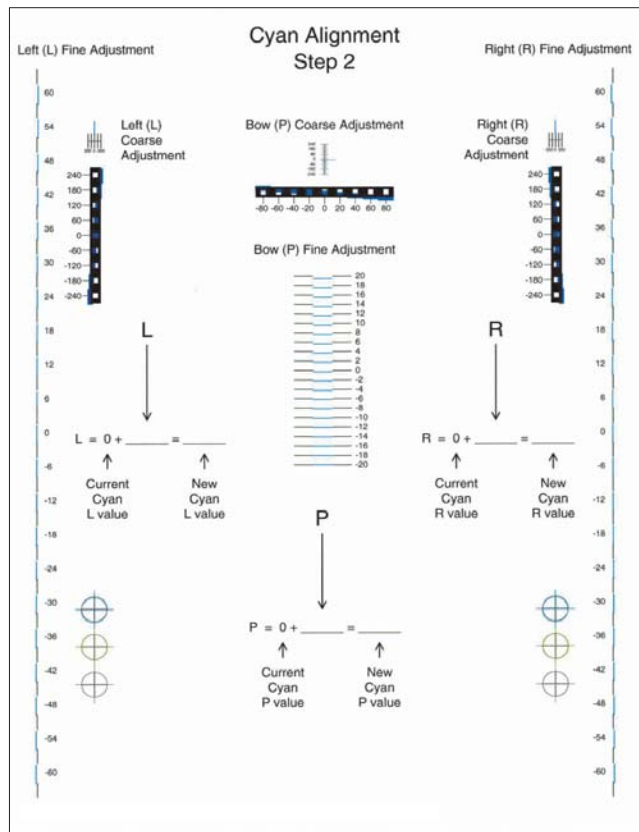 Cyan Alignment
Step 2
Left (L) Fine Adjustment
Right (R) Fine Adjustment
60
54
48
42
36
30
24
18
12
6
0
-6
-12
-18
-24
-30
-36
-42
-48
-54
-60
Left (L)
Coarse
Adjustment
240
180
120
60
0
-60
-120
-180
-240
Bow (P) Coarse Adjustment
-80 -60 -40 -20 0 20 40 60 80
Bow (P) Fine Adjustment
20
18
16
14
12
10
8
6
4
2
0
-2
-4
-6
-8
-10
-12
-14
-16
-18
-20
Right (R)
Coarse
Adjustment
240
180
120
60
0
-60
-120
-180
-240
60
54
48
42
36
30
24
18
12
6
0
-6
-12
-18
-24
-30
-36
-42
-48
-54
-60
L
L = 0 + ______ = ______
Current
Cyan
L value
New
Cyan
L value
R
R = 0 + ______ = ______
Current
Cyan
R value
New
Cyan
R value
P
P = 0 + ______ = ______
Current
Cyan
P value
New
Cyan
P value